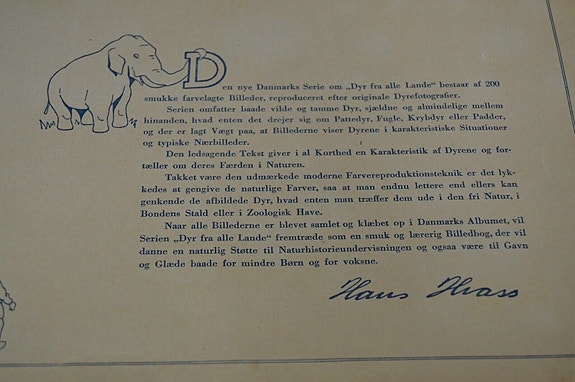 Den nye Danmarks Serie om „Dyr fra alle Lande“ bestaar af 200
smukke farvelagte Billeder, reproduceret efter originale Dyrefotografier.
Serien omfatter baade vilde og tamme Dyr, sjældne og almindelige mellem
hinanden, hvad enten det drejer sig om Pattedyr, Fugle, Krybdyr eller Padder,
og der er lagt Vægt paa, at Billederne viser Dyrene i karakteristiske Situationer
og typiske Nærbilleder.
Den ledsagende Tekst giver i al Korthed en Karakteristik af Dyrene og for-
tæller om deres Færden i Naturen.
Takket være den udmærkede moderne Farvereproduktionsteknik er det lyk-
kedes at gengive de naturlige Farver, saa at man endnu lettere end ellers kan
genkende de afbildede Dyr, hvad enten man træffer dem ude i den fri Natur, i
Bondens Stald eller i Zoologisk Have.
Naar alle Billederne er blevet samlet og klæbet op i Danmarks Albumet, vil
Serien „Dyr fra alle Lande“ fremtræde som en smuk og lærerig Billedbog, der vil
danne en naturlig Støtte til Naturhistorieundervisningen og ogsaa være til Gavn
og Glæde baade for mindre Børn og for voksne.
Hans Hvass